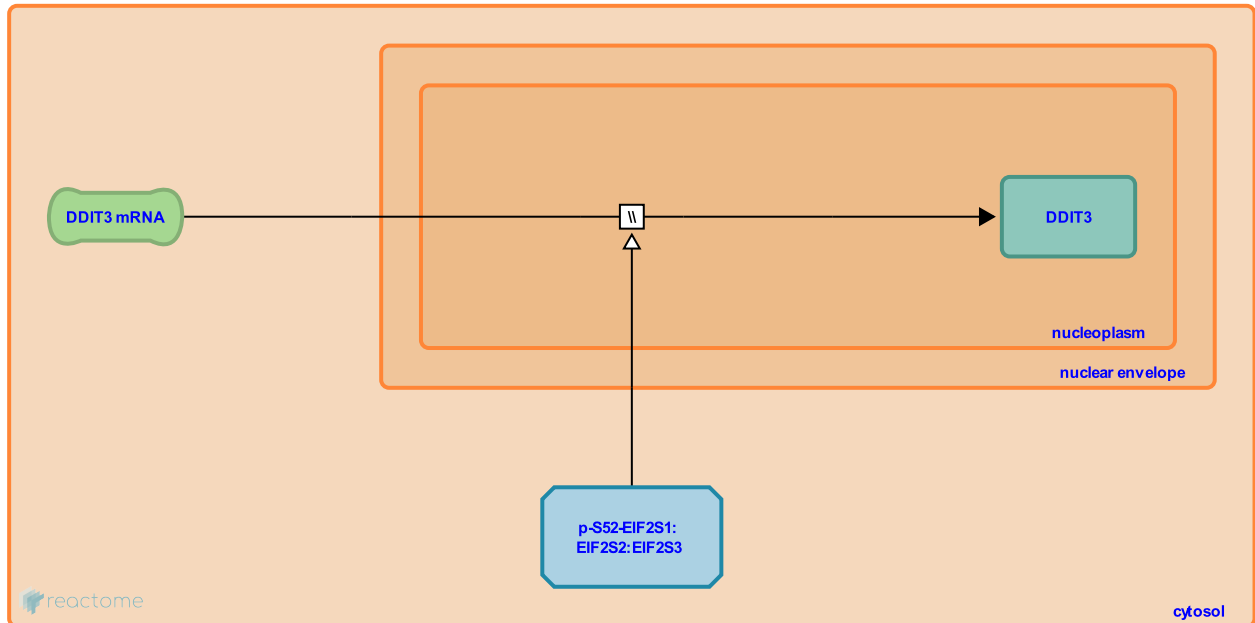 DDIT3 mRNA
\\
DDIT3
nucleoplasm
nuclear envelope
p-S52-EIF2S1:
EIF2S2:EIF2S3
reactome
cytosol